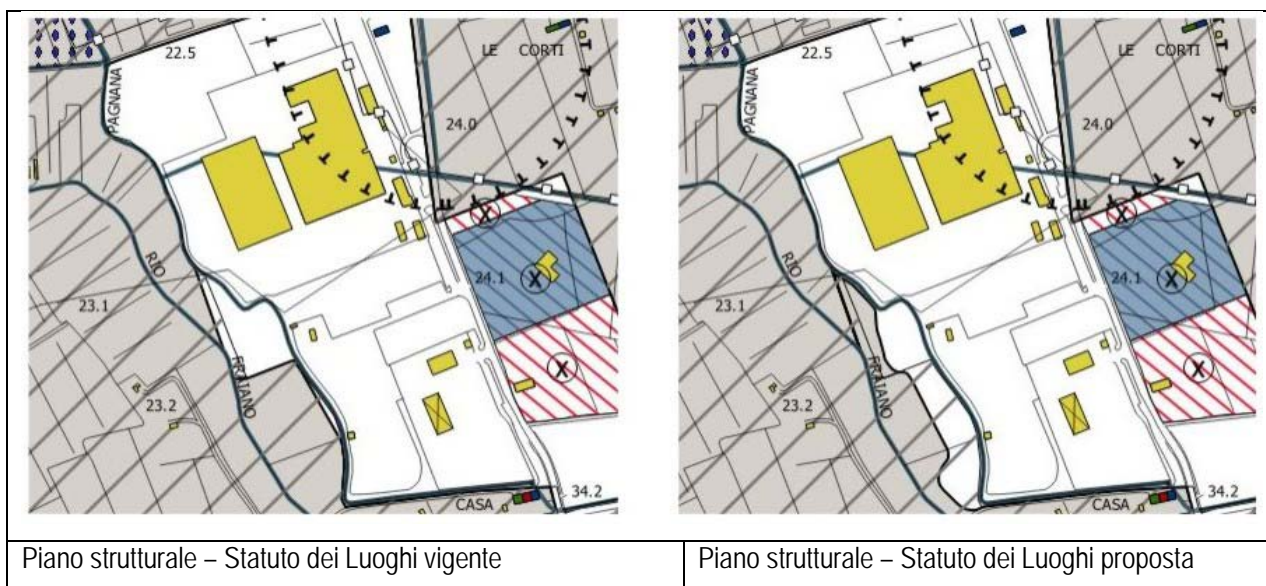 22.5
LE CORTI
PAGNANA
24.0
X
RIO
24.1
X
23.1
X
FRAIANO
23.2
CASA
34.2
22.5
LE CORTI
PAGNANA
24.0
X
RIO
24.1
X
23.1
X
FRAIANO
23.2
CASA
34.2
Piano strutturale – Statuto dei Luoghi vigente
Piano strutturale – Statuto dei Luoghi proposta